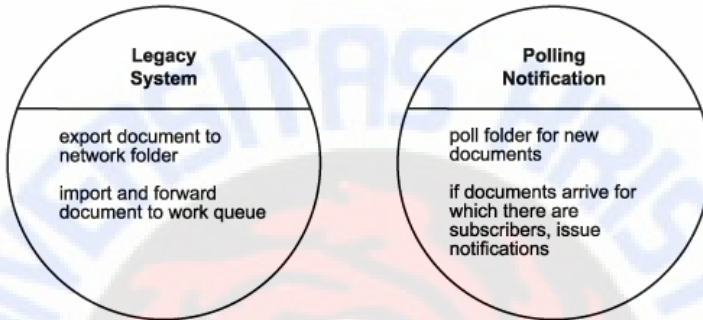 Legacy
System
export document to
network folder
import and forward
document to work queue
Polling
Notification
poll folder for new
documents
if documents arrive for
which there are
subscribers, issue
notifications